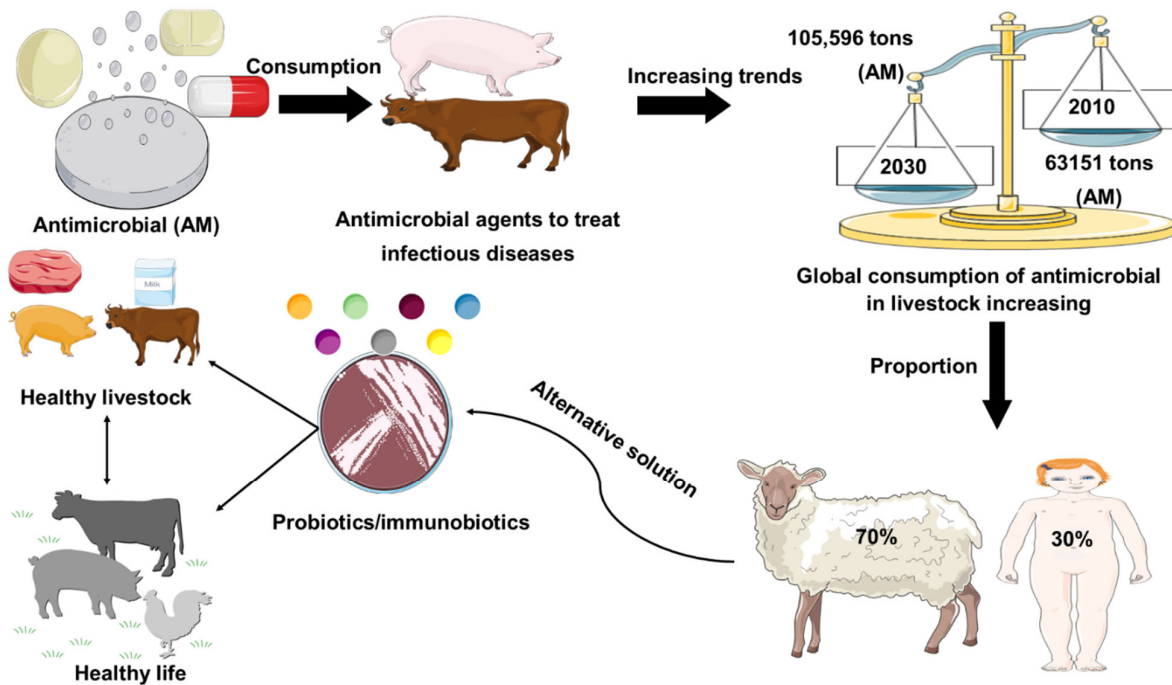 Consumption
Increasing trends
105,596 tons
(AM)
2010
2030
63151 tons
(AM)
Antimicrobial (AM)
Antimicrobial agents to treat
infectious diseases
Global consumption of antimicrobial
in livestock increasing
Milk
Healthy livestock
Proportion
Alternative solution
Probiotics/immunobiotics
70%
30%
Healthy life